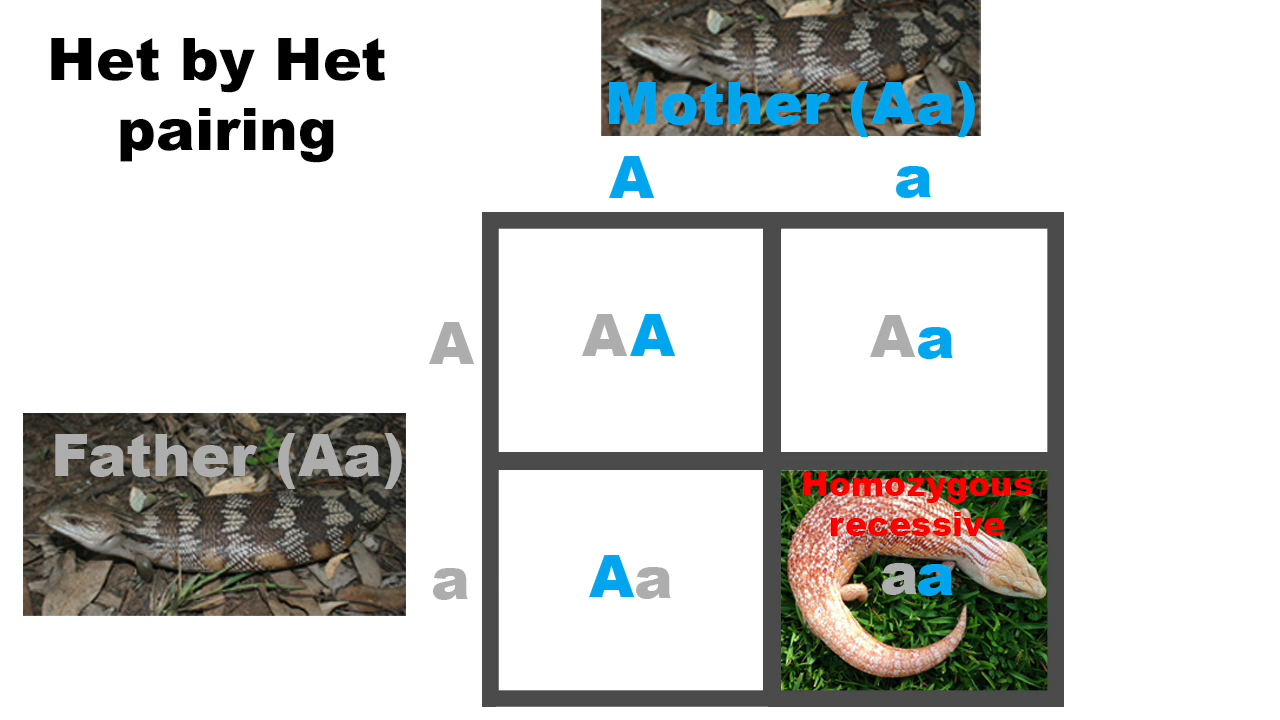 Het by Het
pairing
Mother (Aa)
A
a
A
AA
Aa
Father (Aa)
a
Aa
Homozygous
recessive
aa